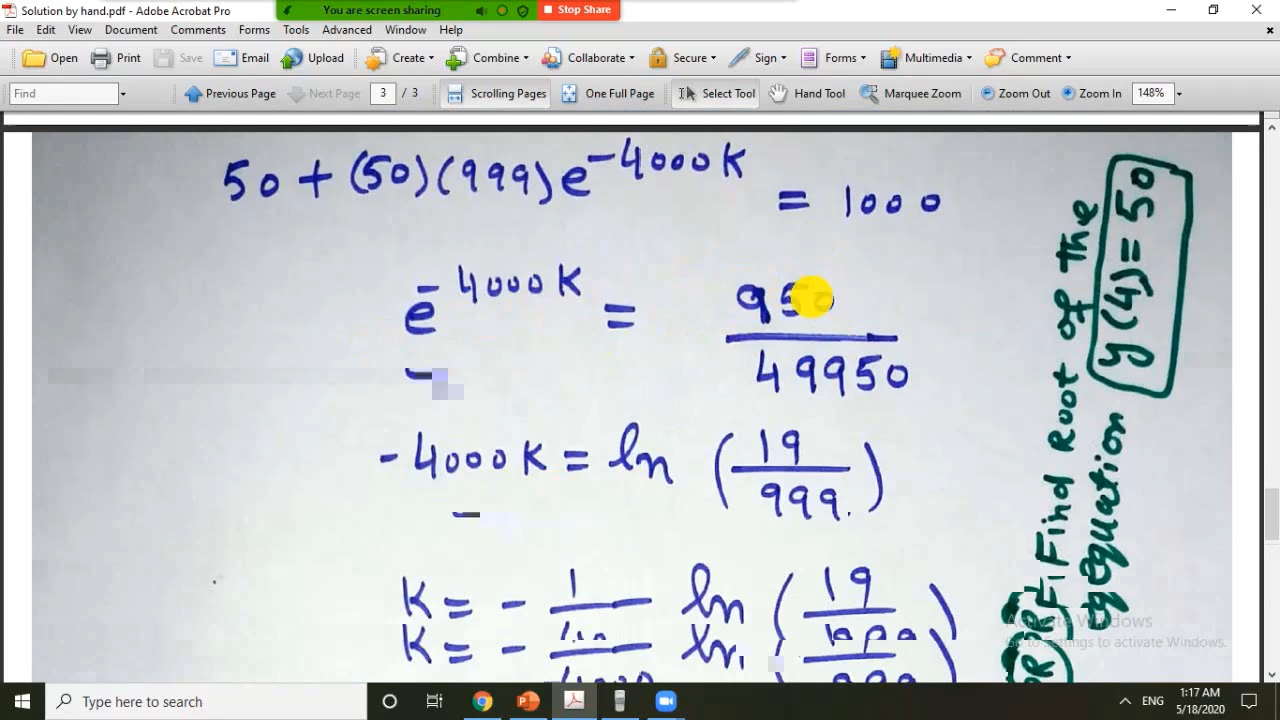 Solution by hand.pdf - Adobe Acrobat Pro
You are screen sharing
Stop Share
File Edit View Document Comments Forms Tools Advanced Window Help
Open Print Save Email Upload Create Combine Collaborate Secure Sign Forms Multimedia Comment
Find Previous Page Next Page 3 / 3 Scrolling Pages One Full Page Select Tool Hand Tool Marquee Zoom Zoom Out Zoom In 148%
50 + (50)(999)e^-4000K = 1000
e^-4000K = 950/49950
-4000K = ln (19/999.)
K = - 1 ln (19
K = - ln
OR) Find Root of the
equation y(4)=50
Activate Windows
Go to Settings to activate Windows.
Type here to search
ENG 1:17 AM
5/18/2020